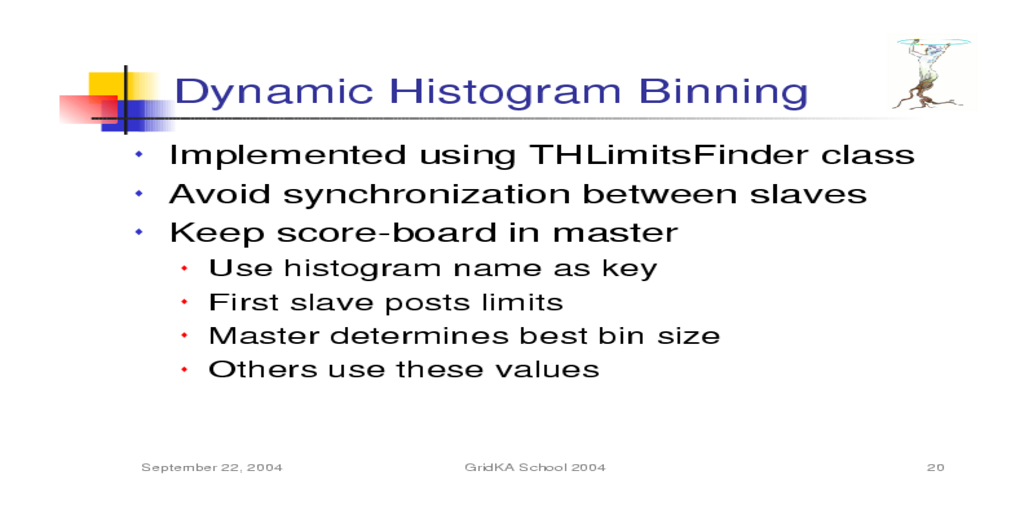 Dynamic Histogram Binning
Implemented using THLimitsFinder class
Avoid synchronization between slaves
Keep score-board in master
Use histogram name as key
First slave posts limits
Master determines best bin size
Others use these values
September 22, 2004 GridKA School 2004 20